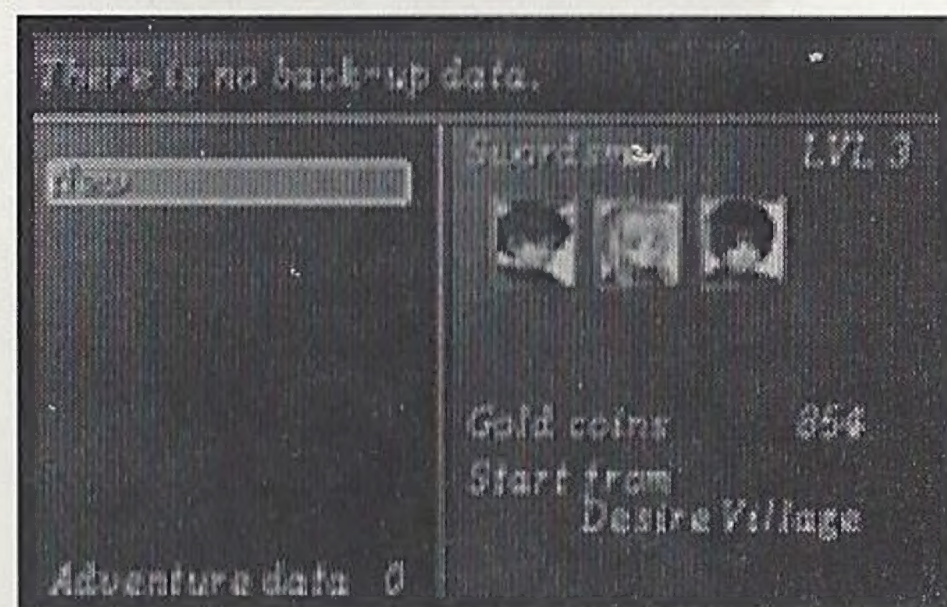 There is no back-up data.
New
Swordsman LVL 3
Gold coins 854
Start from
Desire Village
Adventure data 0